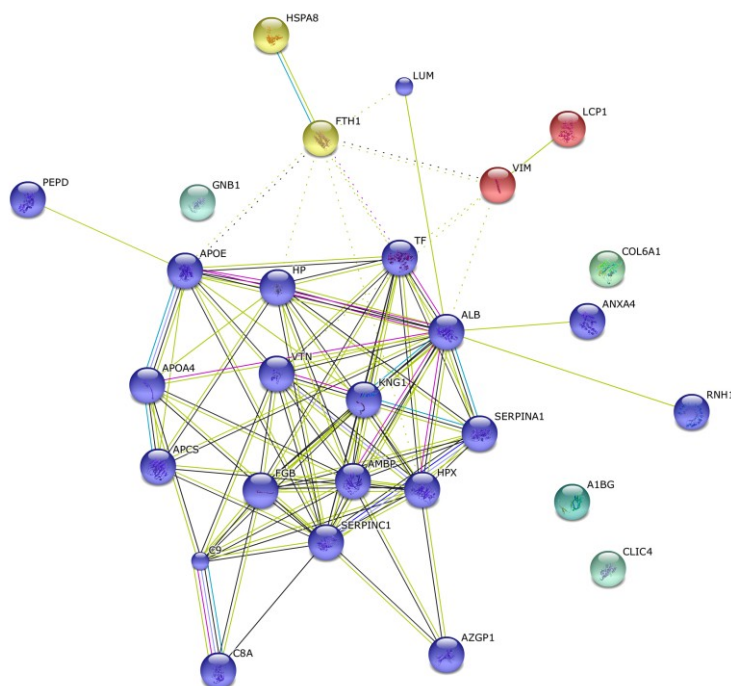 HSPA8
LUM
LCP1
FTH1
VIM
PEPD
GNB1
TF
COL6A1
APOE
HP
ANXA4
ALB
VTN
APOA4
KNG1
RNH1
SERPINA1
APCS
AMBP
HPX
FGB
A1BG
SERPINC1
C9
CLIC4
AZGP1
C8A